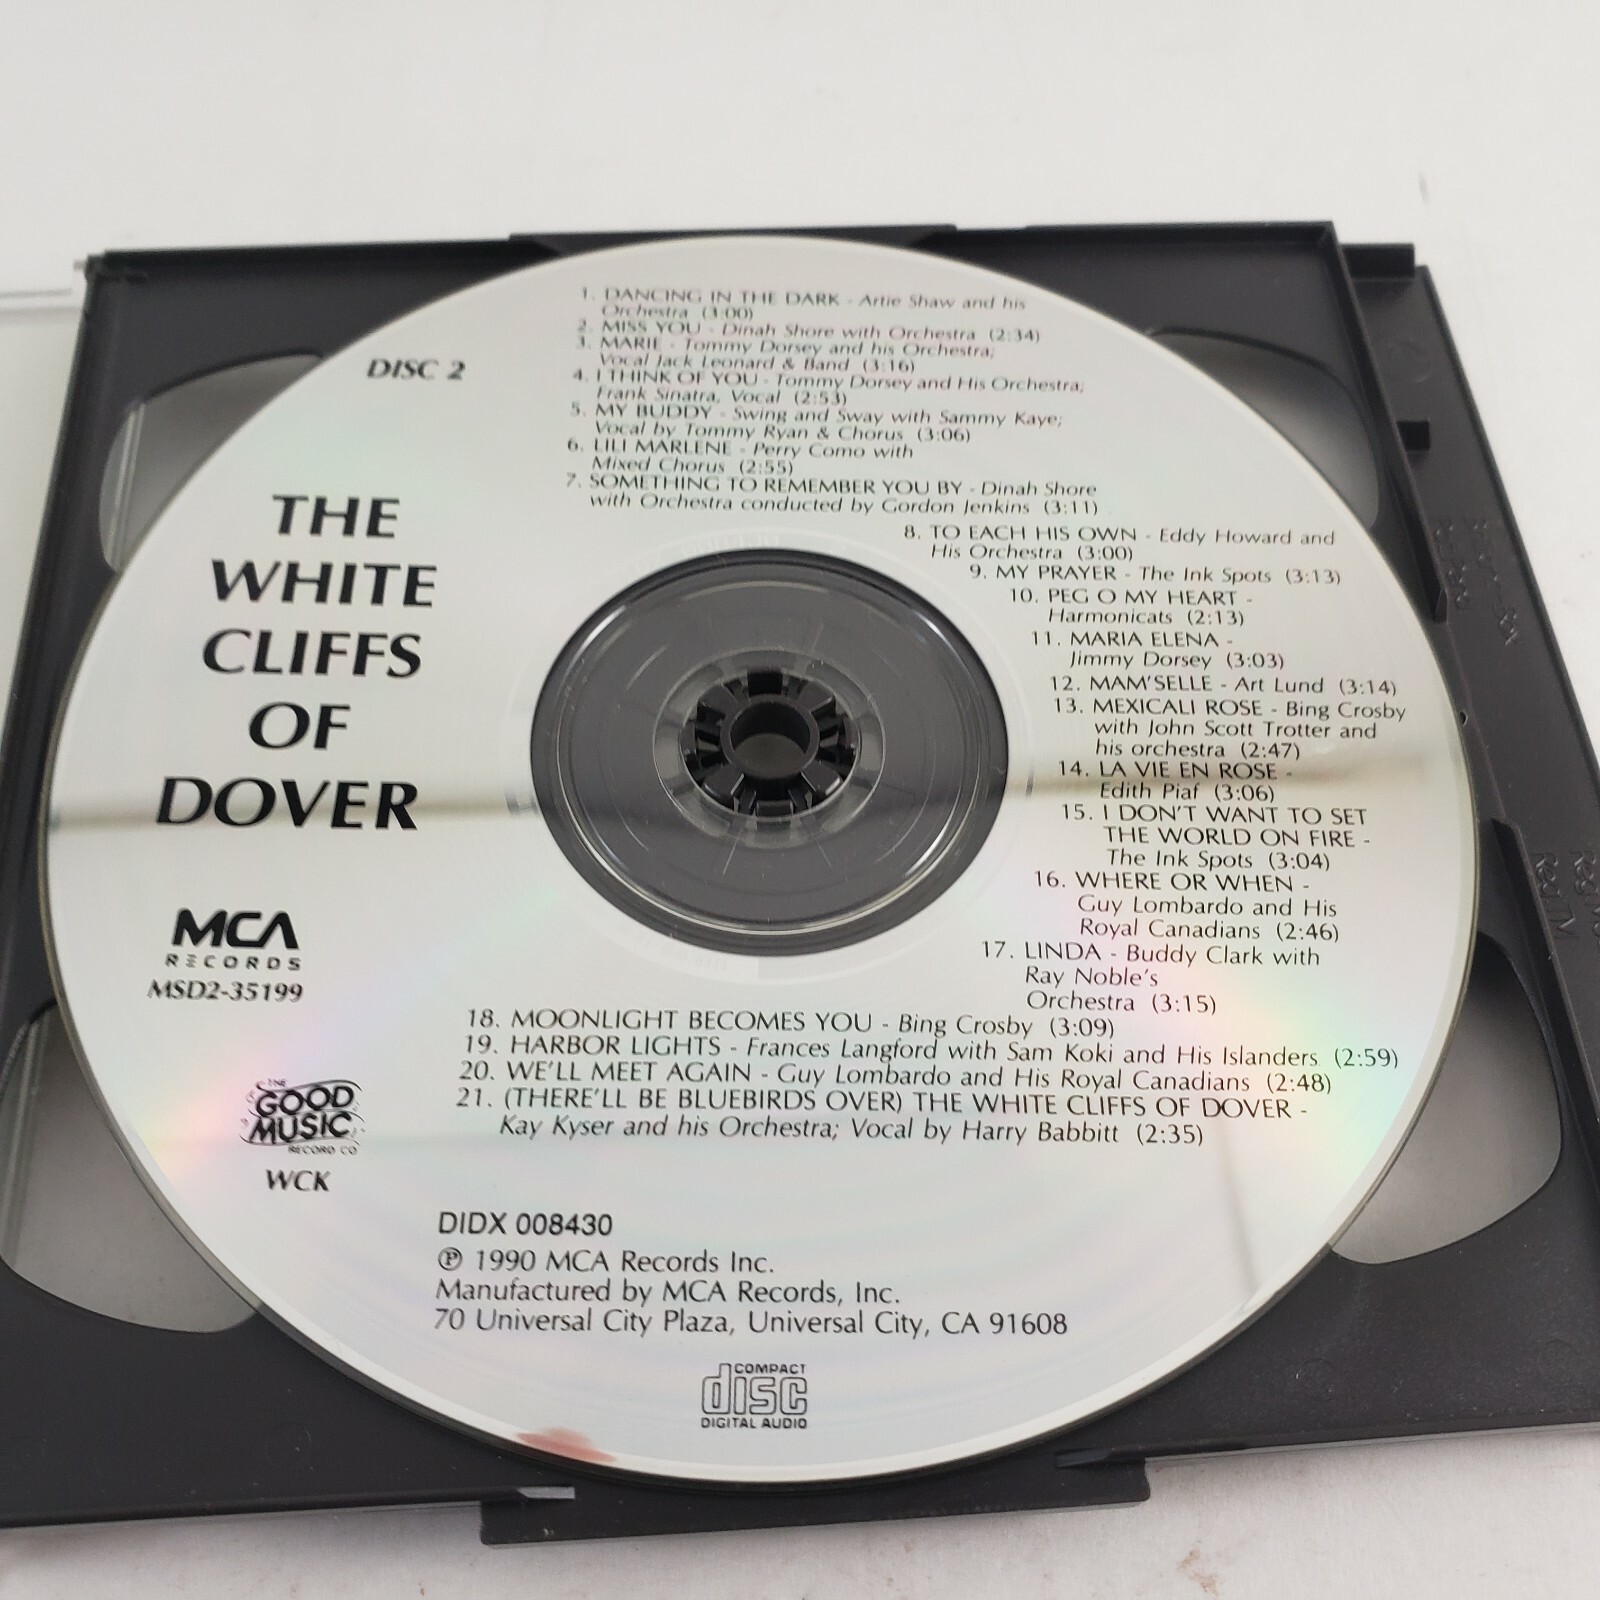 DISC 2
THE
WHITE
CLIFFS
OF
DOVER
MCA
RECORDS
MSD2-35199
THE
GOOD
MUSIC
RECORD CO
WCK
1. DANCING IN THE DARK - Artie Shaw and his
Orchestra (3:00)
2. MISS YOU - Dinah Shore with Orchestra (2:34)
3. MARIE - Tommy Dorsey and his Orchestra;
Vocal Jack Leonard & Band (3:16)
4. I THINK OF YOU - Tommy Dorsey and His Orchestra;
Frank Sinatra, Vocal (2:53)
5. MY BUDDY - Swing and Sway with Sammy Kaye;
Vocal by Tommy Ryan & Chorus (3:06)
6. LILI MARLENE - Perry Como with
Mixed Chorus (2:55)
7. SOMETHING TO REMEMBER YOU BY - Dinah Shore
with Orchestra conducted by Gordon Jenkins (3:11)
8. TO EACH HIS OWN - Eddy Howard and
His Orchestra (3:00)
9. MY PRAYER - The Ink Spots (3:13)
10. PEG O MY HEART -
Harmonicats (2:13)
11. MARIA ELENA -
Jimmy Dorsey (3:03)
12. MAM'SELLE - Art Lund (3:14)
13. MEXICALI ROSE - Bing Crosby
with John Scott Trotter and
his orchestra (2:47)
14. LA VIE EN ROSE -
Edith Piaf (3:06)
15. I DON'T WANT TO SET
THE WORLD ON FIRE -
The Ink Spots (3:04)
16. WHERE OR WHEN -
Guy Lombardo and His
Royal Canadians (2:46)
17. LINDA - Buddy Clark with
Ray Noble's
Orchestra (3:15)
18. MOONLIGHT BECOMES YOU - Bing Crosby (3:09)
19. HARBOR LIGHTS - Frances Langford with Sam Koki and His Islanders (2:59)
20. WE'LL MEET AGAIN - Guy Lombardo and His Royal Canadians (2:48)
21. (THERE'LL BE BLUEBIRDS OVER) THE WHITE CLIFFS OF DOVER -
Kay Kyser and his Orchestra; Vocal by Harry Babbitt (2:35)
DIDX 008430
℗ 1990 MCA Records Inc.
Manufactured by MCA Records, Inc.
70 Universal City Plaza, Universal City, CA 91608
COMPACT
disc
DIGITAL AUDIO